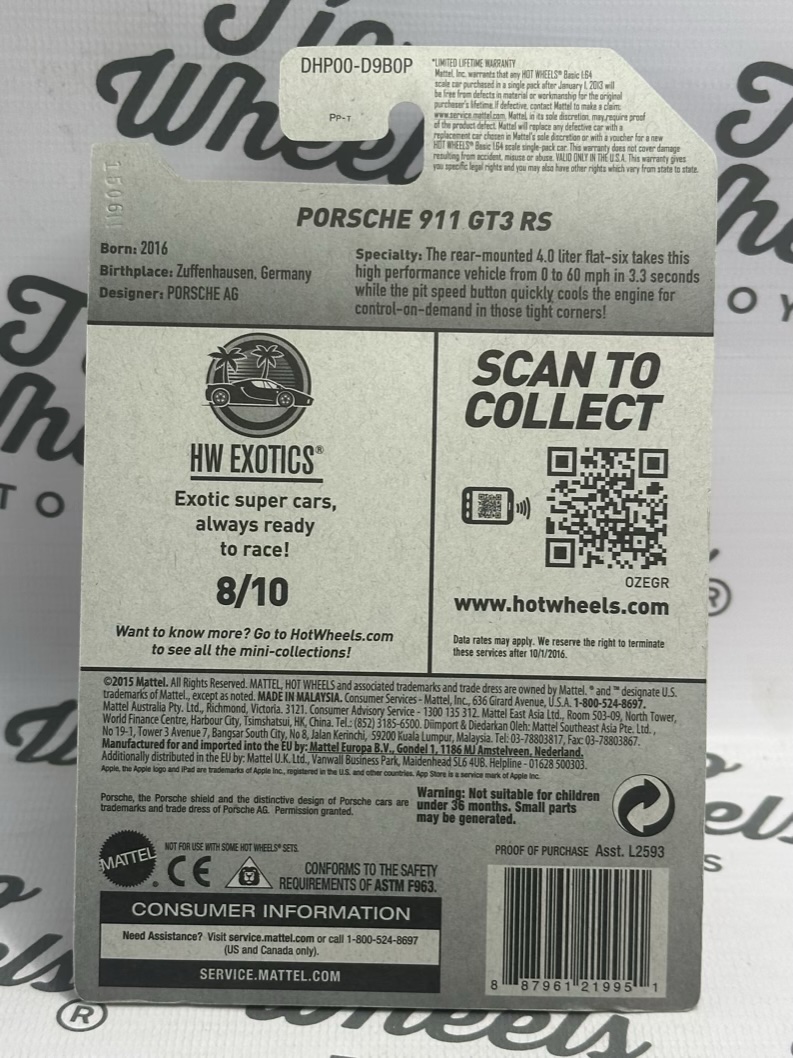 DHP00-D9B0P
PP-T
*LIMITED LIFETIME WARRANTY
Mattel, Inc. warrants that any HOT WHEELS® Basic 1:64
scale car purchased in a single pack after January 1, 2013 will
be free from defects in material or workmanship for the original
purchaser's lifetime. If defective, contact Mattel to make a claim:
www.service.mattel.com. Mattel, in its sole discretion, may require proof
of the product defect. Mattel will replace any defective car with a
replacement car chosen in Mattel's sole discretion or with a voucher for a new
HOT WHEELS® Basic 1:64 scale single-pack car. This warranty does not cover damage
resulting from accident, misuse or abuse. VALID ONLY IN THE U.S.A. This warranty gives
you specific legal rights and you may also have other rights which vary from state to state.
PORSCHE 911 GT3 RS
Born: 2016
Birthplace: Zuffenhausen, Germany
Designer: PORSCHE AG
Specialty: The rear-mounted 4.0 liter flat-six takes this
high performance vehicle from 0 to 60 mph in 3.3 seconds
while the pit speed button quickly cools the engine for
control-on-demand in those tight corners!
HW EXOTICS®
Exotic super cars,
always ready
to race!
8/10
Want to know more? Go to HotWheels.com
to see all the mini-collections!
SCAN TO
COLLECT
OZEGR
www.hotwheels.com
Data rates may apply. We reserve the right to terminate
these services after 10/1/2016.
©2015 Mattel. All Rights Reserved. MATTEL, HOT WHEELS and associated trademarks and trade dress are owned by Mattel. ® and ™ designate U.S.
trademarks of Mattel., except as noted. MADE IN MALAYSIA. Consumer Services - Mattel, Inc., 636 Girard Avenue, U.S.A. 1-800-524-8697.
Mattel Australia Pty. Ltd., Richmond, Victoria. 3121. Consumer Advisory Service - 1300 135 312. Mattel East Asia Ltd., Room 503-09, North Tower,
World Finance Centre, Harbour City, Tsimshatsui, HK, China. Tel.: (852) 3185-6500. Diimport & Diedarkan Oleh: Mattel Southeast Asia Pte. Ltd.,
No 19-1, Tower 3 Avenue 7, Bangsar South City, No 8, Jalan Kerinchi, 59200 Kuala Lumpur, Malaysia. Tel: 03-78803817, Fax: 03-78803867.
Manufactured for and imported into the EU by: Mattel Europa B.V., Gondel 1, 1186 MJ Amstelveen, Nederland.
Additionally distributed in the EU by: Mattel U.K. Ltd., Vanwall Business Park, Maidenhead SL6 4UB. Helpline - 01628 500303.
Apple, the Apple logo and iPad are trademarks of Apple Inc., registered in the U.S. and other countries. App Store is a service mark of Apple Inc.
Porsche, the Porsche shield and the distinctive design of Porsche cars are
trademarks and trade dress of Porsche AG. Permission granted.
Warning: Not suitable for children
under 36 months. Small parts
may be generated.
MATTEL
NOT FOR USE WITH SOME HOT WHEELS® SETS.
CE
CONFORMS TO THE SAFETY
REQUIREMENTS OF ASTM F963.
PROOF OF PURCHASE Asst. L2593
CONSUMER INFORMATION
Need Assistance? Visit service.mattel.com or call 1-800-524-8697
(US and Canada only).
SERVICE.MATTEL.COM
8 87961 21995 1